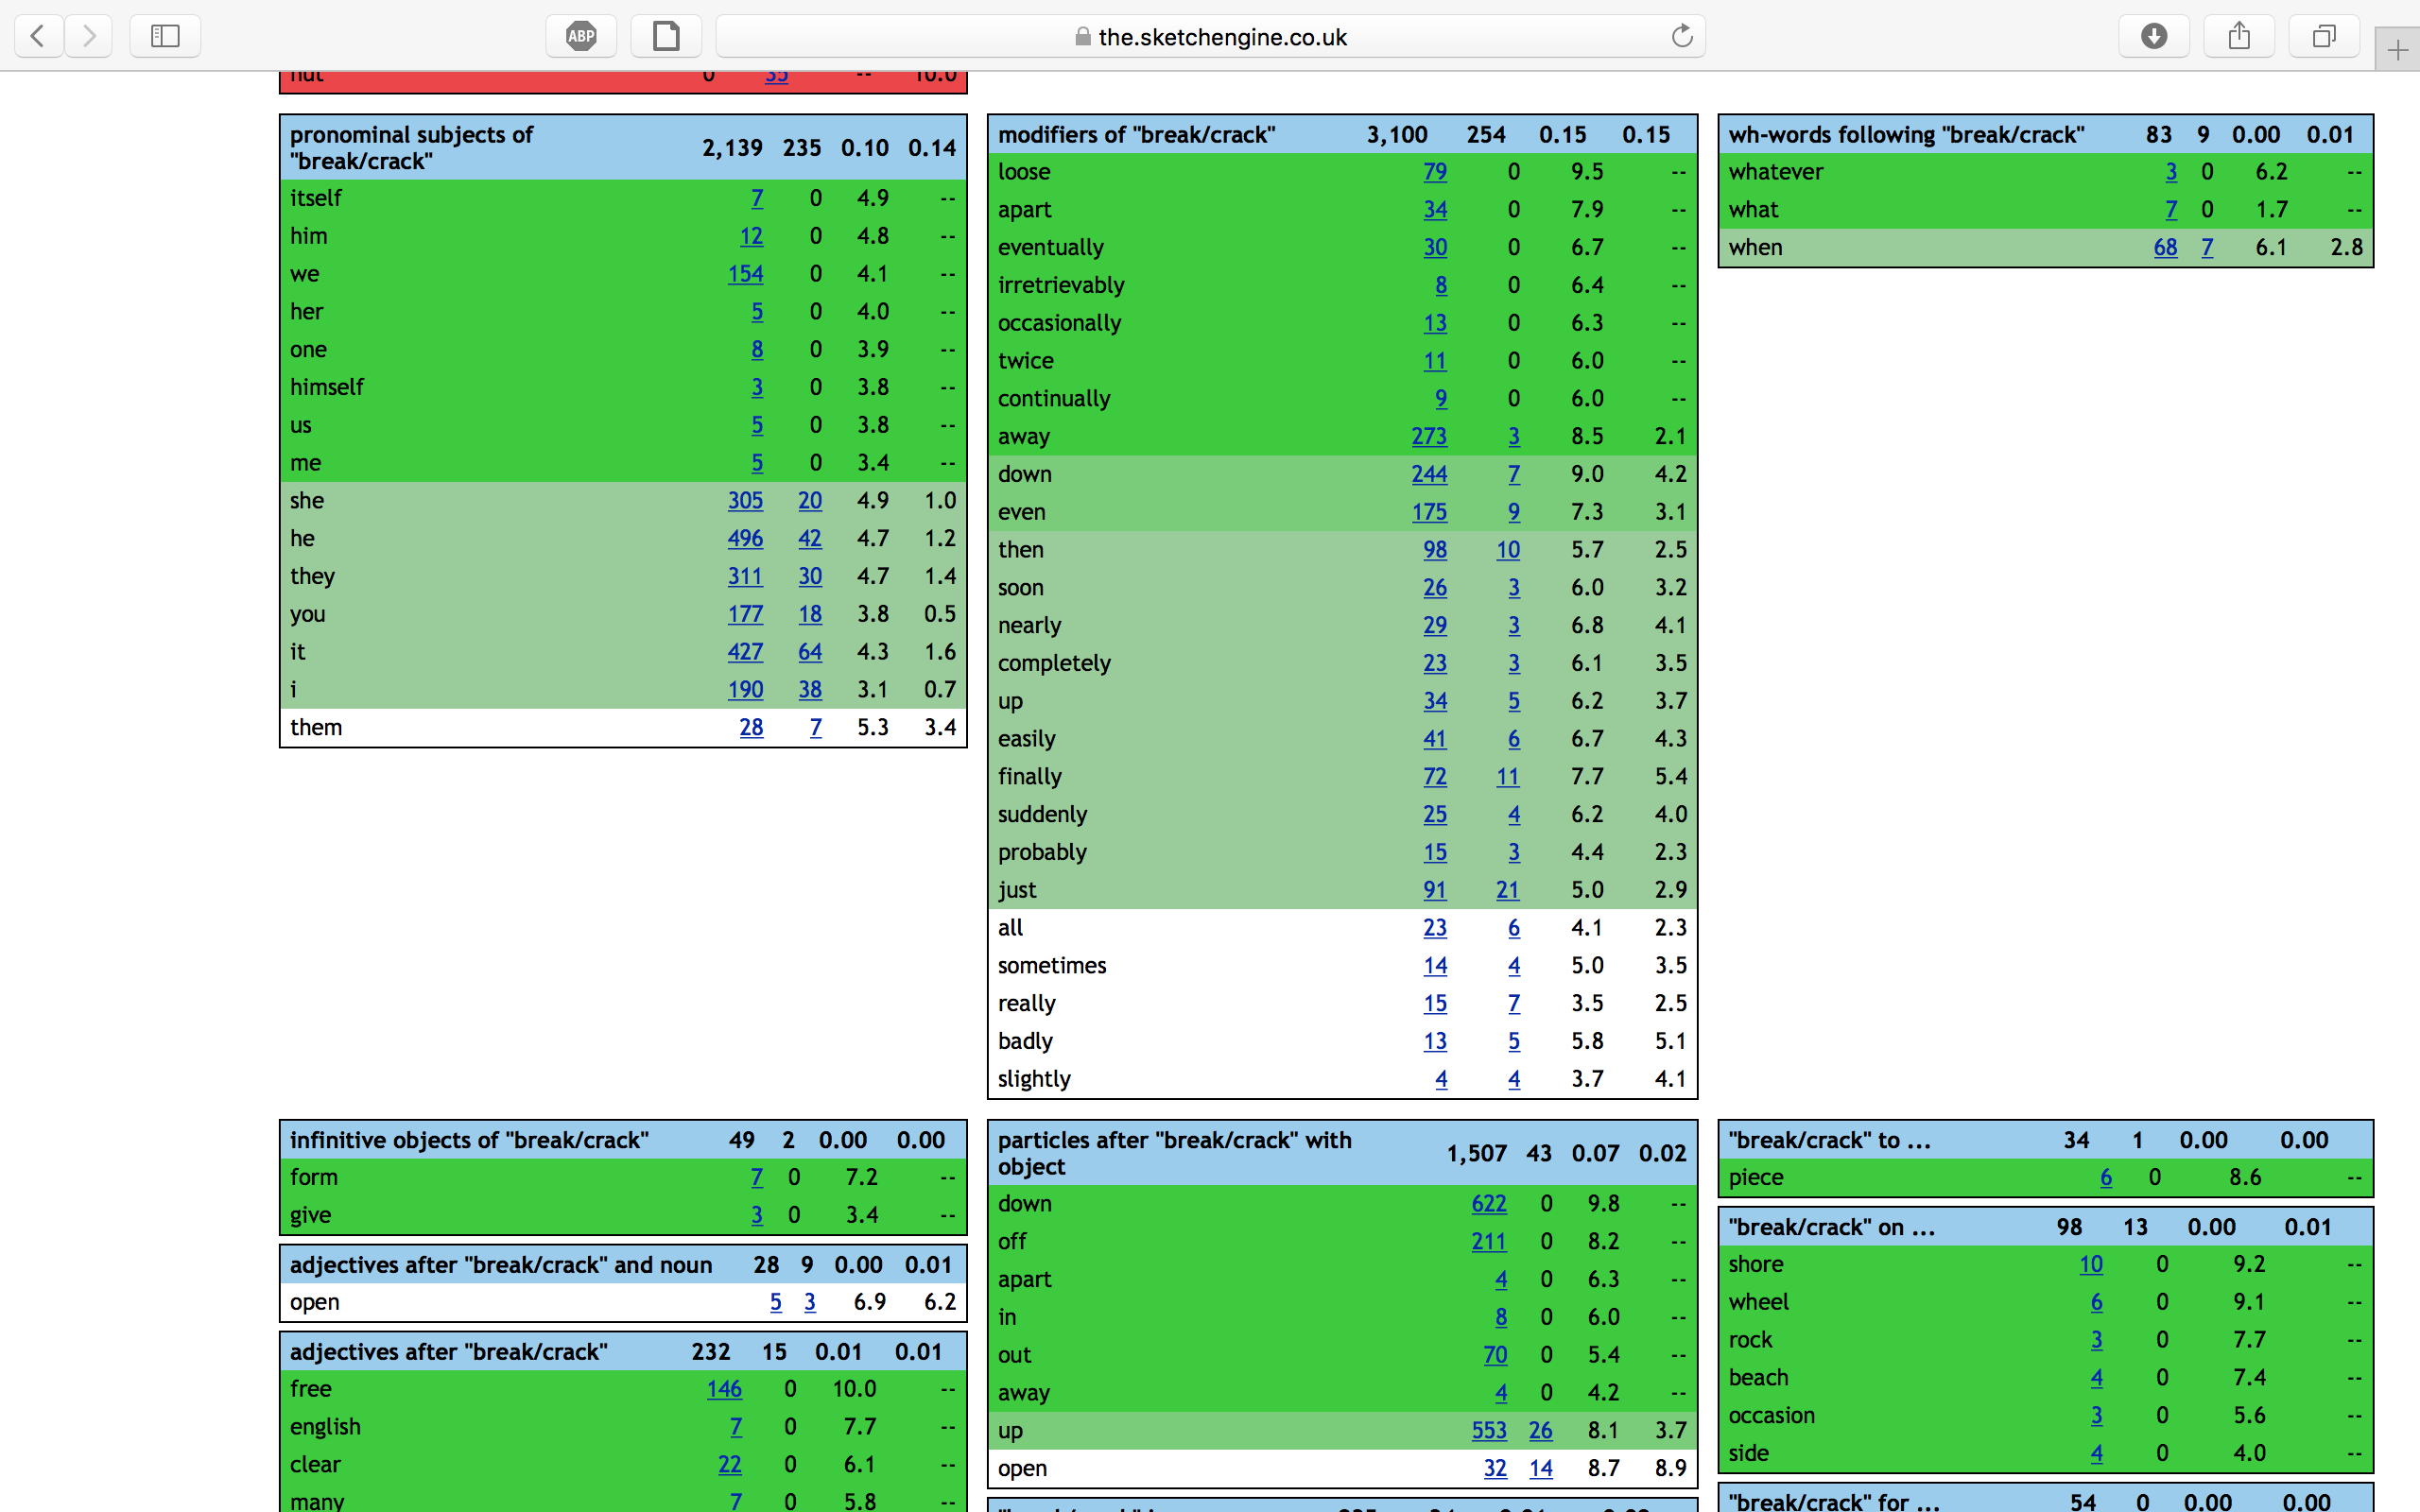 ABP
the.sketchengine.co.uk
nut 0 35 -- 10.0
pronominal subjects of
"break/crack" 2,139 235 0.10 0.14
itself 7 0 4.9 --
him 12 0 4.8 --
we 154 0 4.1 --
her 5 0 4.0 --
one 8 0 3.9 --
himself 3 0 3.8 --
us 5 0 3.8 --
me 5 0 3.4 --
she 305 20 4.9 1.0
he 496 42 4.7 1.2
they 311 30 4.7 1.4
you 177 18 3.8 0.5
it 427 64 4.3 1.6
i 190 38 3.1 0.7
them 28 7 5.3 3.4
modifiers of "break/crack" 3,100 254 0.15 0.15
loose 79 0 9.5 --
apart 34 0 7.9 --
eventually 30 0 6.7 --
irretrievably 8 0 6.4 --
occasionally 13 0 6.3 --
twice 11 0 6.0 --
continually 9 0 6.0 --
away 273 3 8.5 2.1
down 244 7 9.0 4.2
even 175 9 7.3 3.1
then 98 10 5.7 2.5
soon 26 3 6.0 3.2
nearly 29 3 6.8 4.1
completely 23 3 6.1 3.5
up 34 5 6.2 3.7
easily 41 6 6.7 4.3
finally 72 11 7.7 5.4
suddenly 25 4 6.2 4.0
probably 15 3 4.4 2.3
just 91 21 5.0 2.9
all 23 6 4.1 2.3
sometimes 14 4 5.0 3.5
really 15 7 3.5 2.5
badly 13 5 5.8 5.1
slightly 4 4 3.7 4.1
wh-words following "break/crack" 83 9 0.00 0.01
whatever 3 0 6.2 --
what 7 0 1.7 --
when 68 7 6.1 2.8
infinitive objects of "break/crack" 49 2 0.00 0.00
form 7 0 7.2 --
give 3 0 3.4 --
adjectives after "break/crack" and noun 28 9 0.00 0.01
open 5 3 6.9 6.2
adjectives after "break/crack" 232 15 0.01 0.01
free 146 0 10.0 --
english 7 0 7.7 --
clear 22 0 6.1 --
many 7 0 5.8 --
particles after "break/crack" with
object 1,507 43 0.07 0.02
down 622 0 9.8 --
off 211 0 8.2 --
apart 4 0 6.3 --
in 8 0 6.0 --
out 70 0 5.4 --
away 4 0 4.2 --
up 553 26 8.1 3.7
open 32 14 8.7 8.9
"break/crack" to ... 34 1 0.00 0.00
piece 6 0 8.6 --
"break/crack" on ... 98 13 0.00 0.01
shore 10 0 9.2 --
wheel 6 0 9.1 --
rock 3 0 7.7 --
beach 4 0 7.4 --
occasion 3 0 5.6 --
side 4 0 4.0 --
"break/crack" for ... 54 0 0.00 0.00